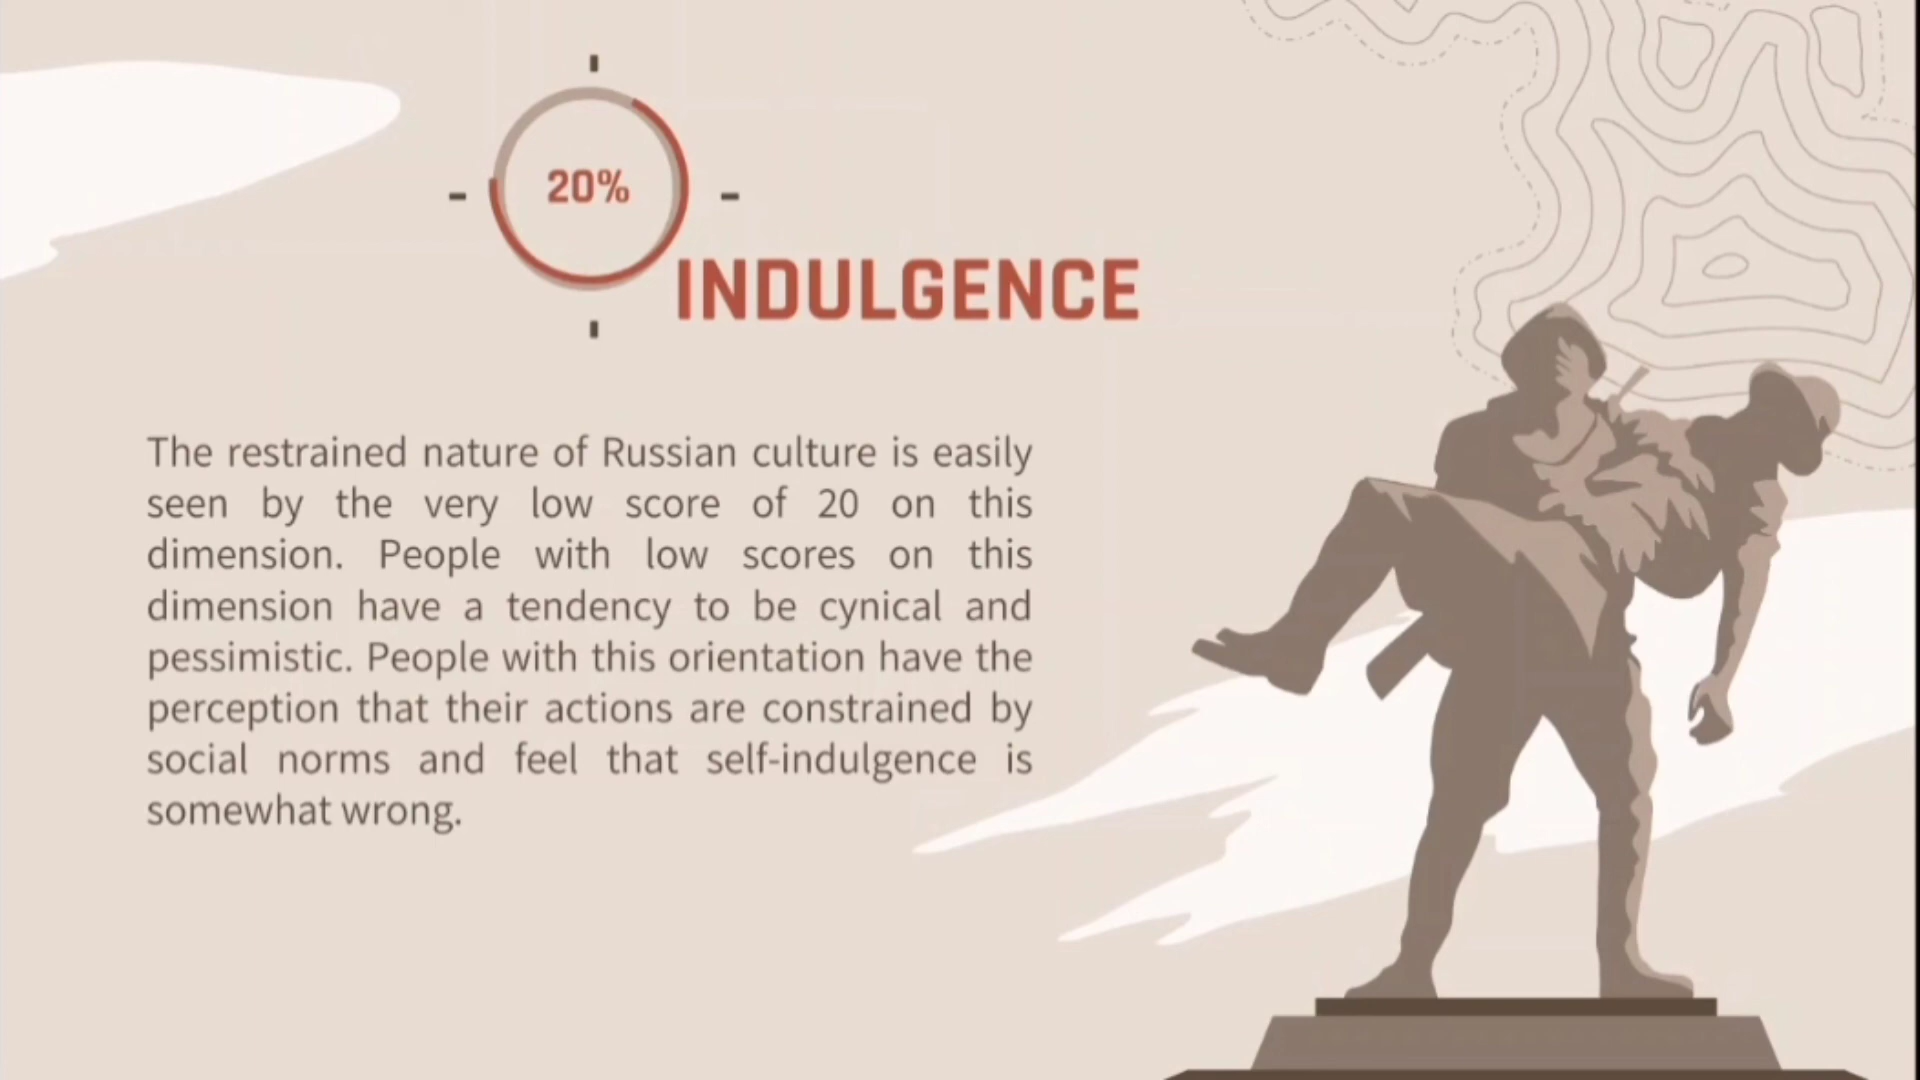 20%
INDULGENCE
The restrained nature of Russian culture is easily
seen by the very low score of 20 on this
dimension. People with low scores on this
dimension have a tendency to be cynical and
pessimistic. People with this orientation have the
perception that their actions are constrained by
social norms and feel that self-indulgence is
somewhat wrong.